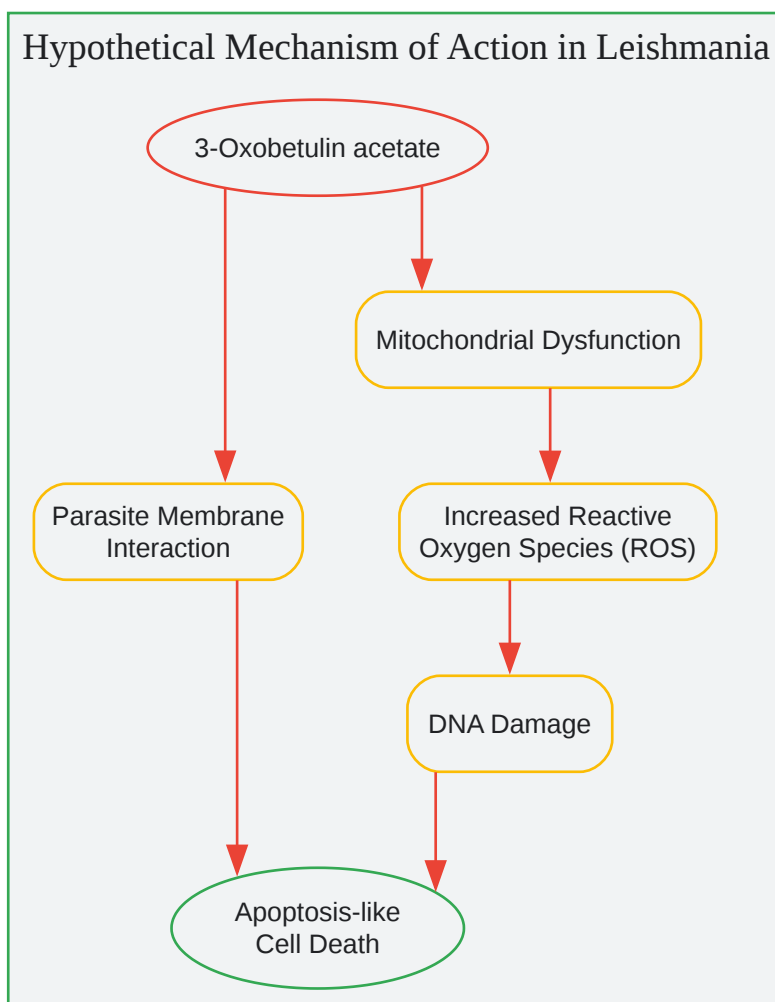 Hypothetical Mechanism of Action in Leishmania
3-Oxobetulin acetate
Mitochondrial Dysfunction
Parasite Membrane
Interaction
Increased Reactive
Oxygen Species (ROS)
DNA Damage
Apoptosis-like
Cell Death